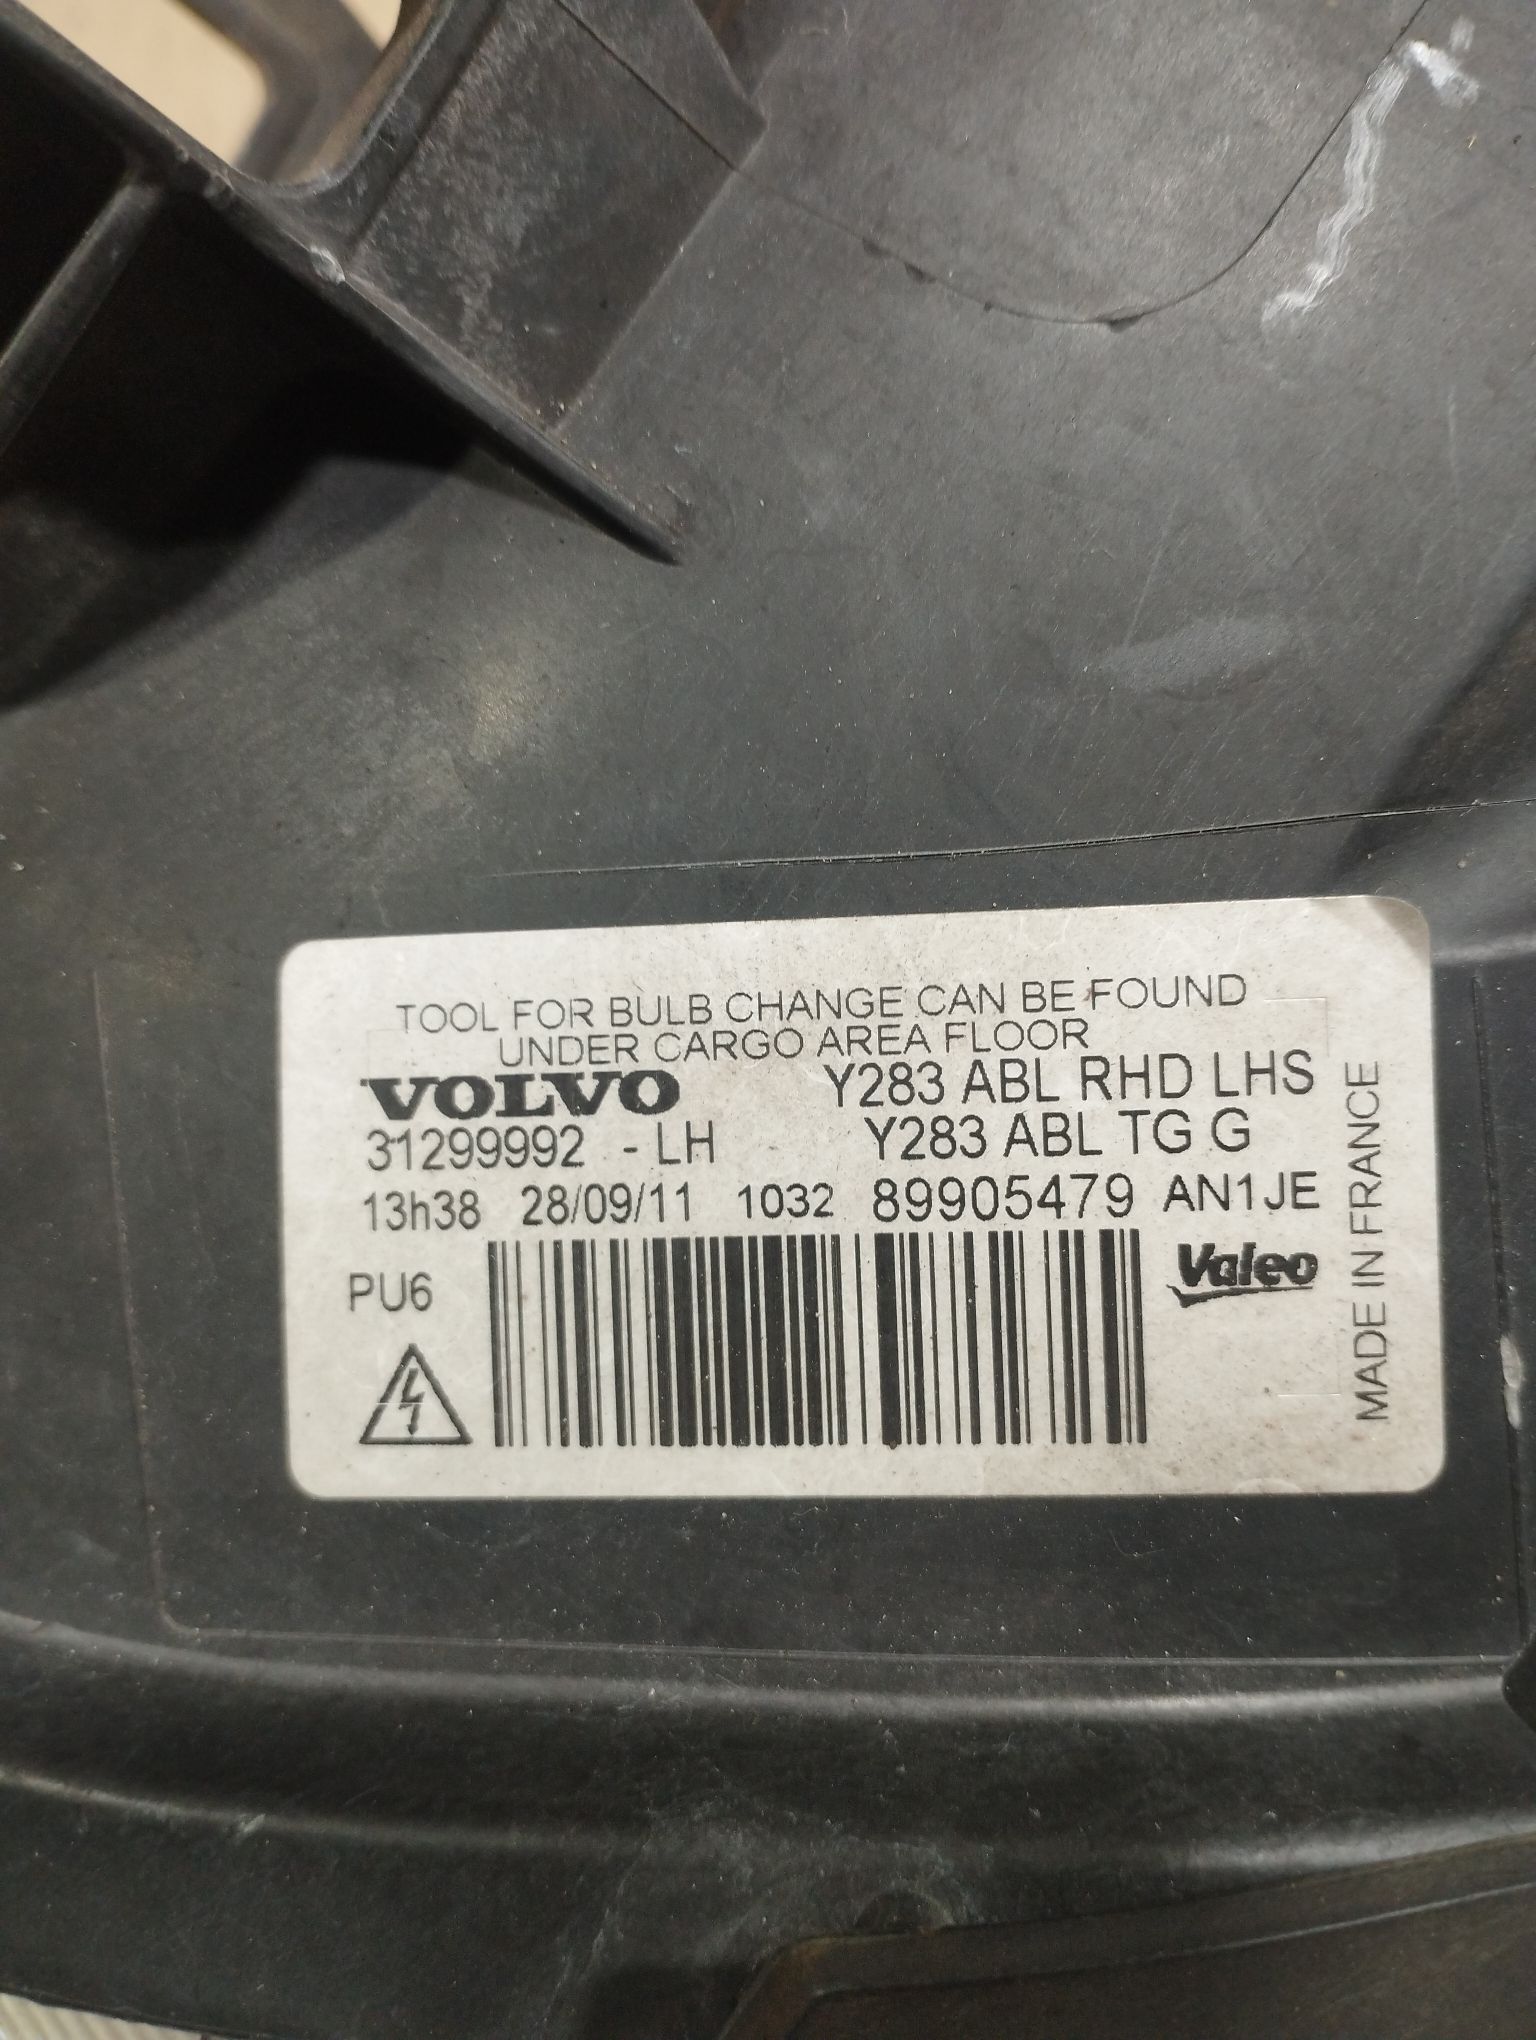 TOOL FOR BULB CHANGE CAN BE FOUND
UNDER CARGO AREA FLOOR
VOLVO Y283 ABL RHD LHS
31299992 - LH Y283 ABL TG G
13h38 28/09/11 1032 89905479 AN1JE
PU6 Valeo
MADE IN FRANCE